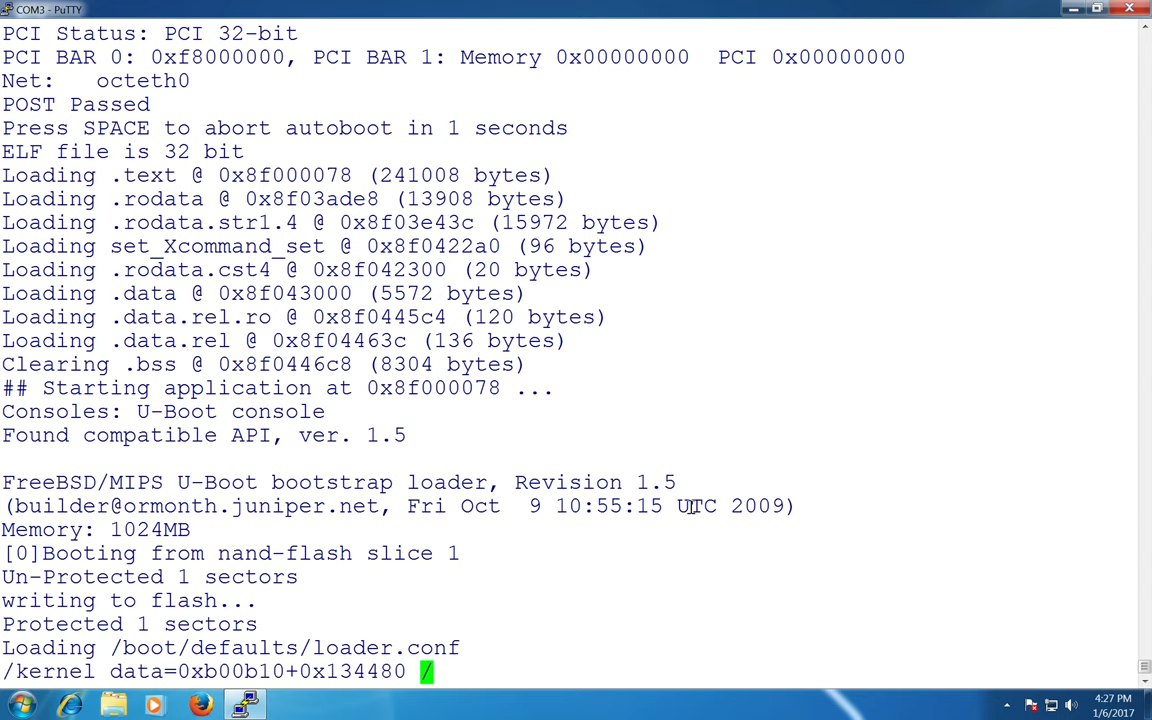 COM3 - PuTTY
PCI Status: PCI 32-bit
PCI BAR 0: 0xf8000000, PCI BAR 1: Memory 0x00000000  PCI 0x00000000
Net:   octeth0
POST Passed
Press SPACE to abort autoboot in 1 seconds
ELF file is 32 bit
Loading .text @ 0x8f000078 (241008 bytes)
Loading .rodata @ 0x8f03ade8 (13908 bytes)
Loading .rodata.str1.4 @ 0x8f03e43c (15972 bytes)
Loading set_Xcommand_set @ 0x8f0422a0 (96 bytes)
Loading .rodata.cst4 @ 0x8f042300 (20 bytes)
Loading .data @ 0x8f043000 (5572 bytes)
Loading .data.rel.ro @ 0x8f0445c4 (120 bytes)
Loading .data.rel @ 0x8f04463c (136 bytes)
Clearing .bss @ 0x8f0446c8 (8304 bytes)
## Starting application at 0x8f000078 ...
Consoles: U-Boot console
Found compatible API, ver. 1.5
FreeBSD/MIPS U-Boot bootstrap loader, Revision 1.5
(builder@ormonth.juniper.net, Fri Oct  9 10:55:15 UTC 2009)
Memory: 1024MB
[0]Booting from nand-flash slice 1
Un-Protected 1 sectors
writing to flash...
Protected 1 sectors
Loading /boot/defaults/loader.conf
/kernel data=0xb00b10+0x134480 /
4:27 PM
1/6/2017